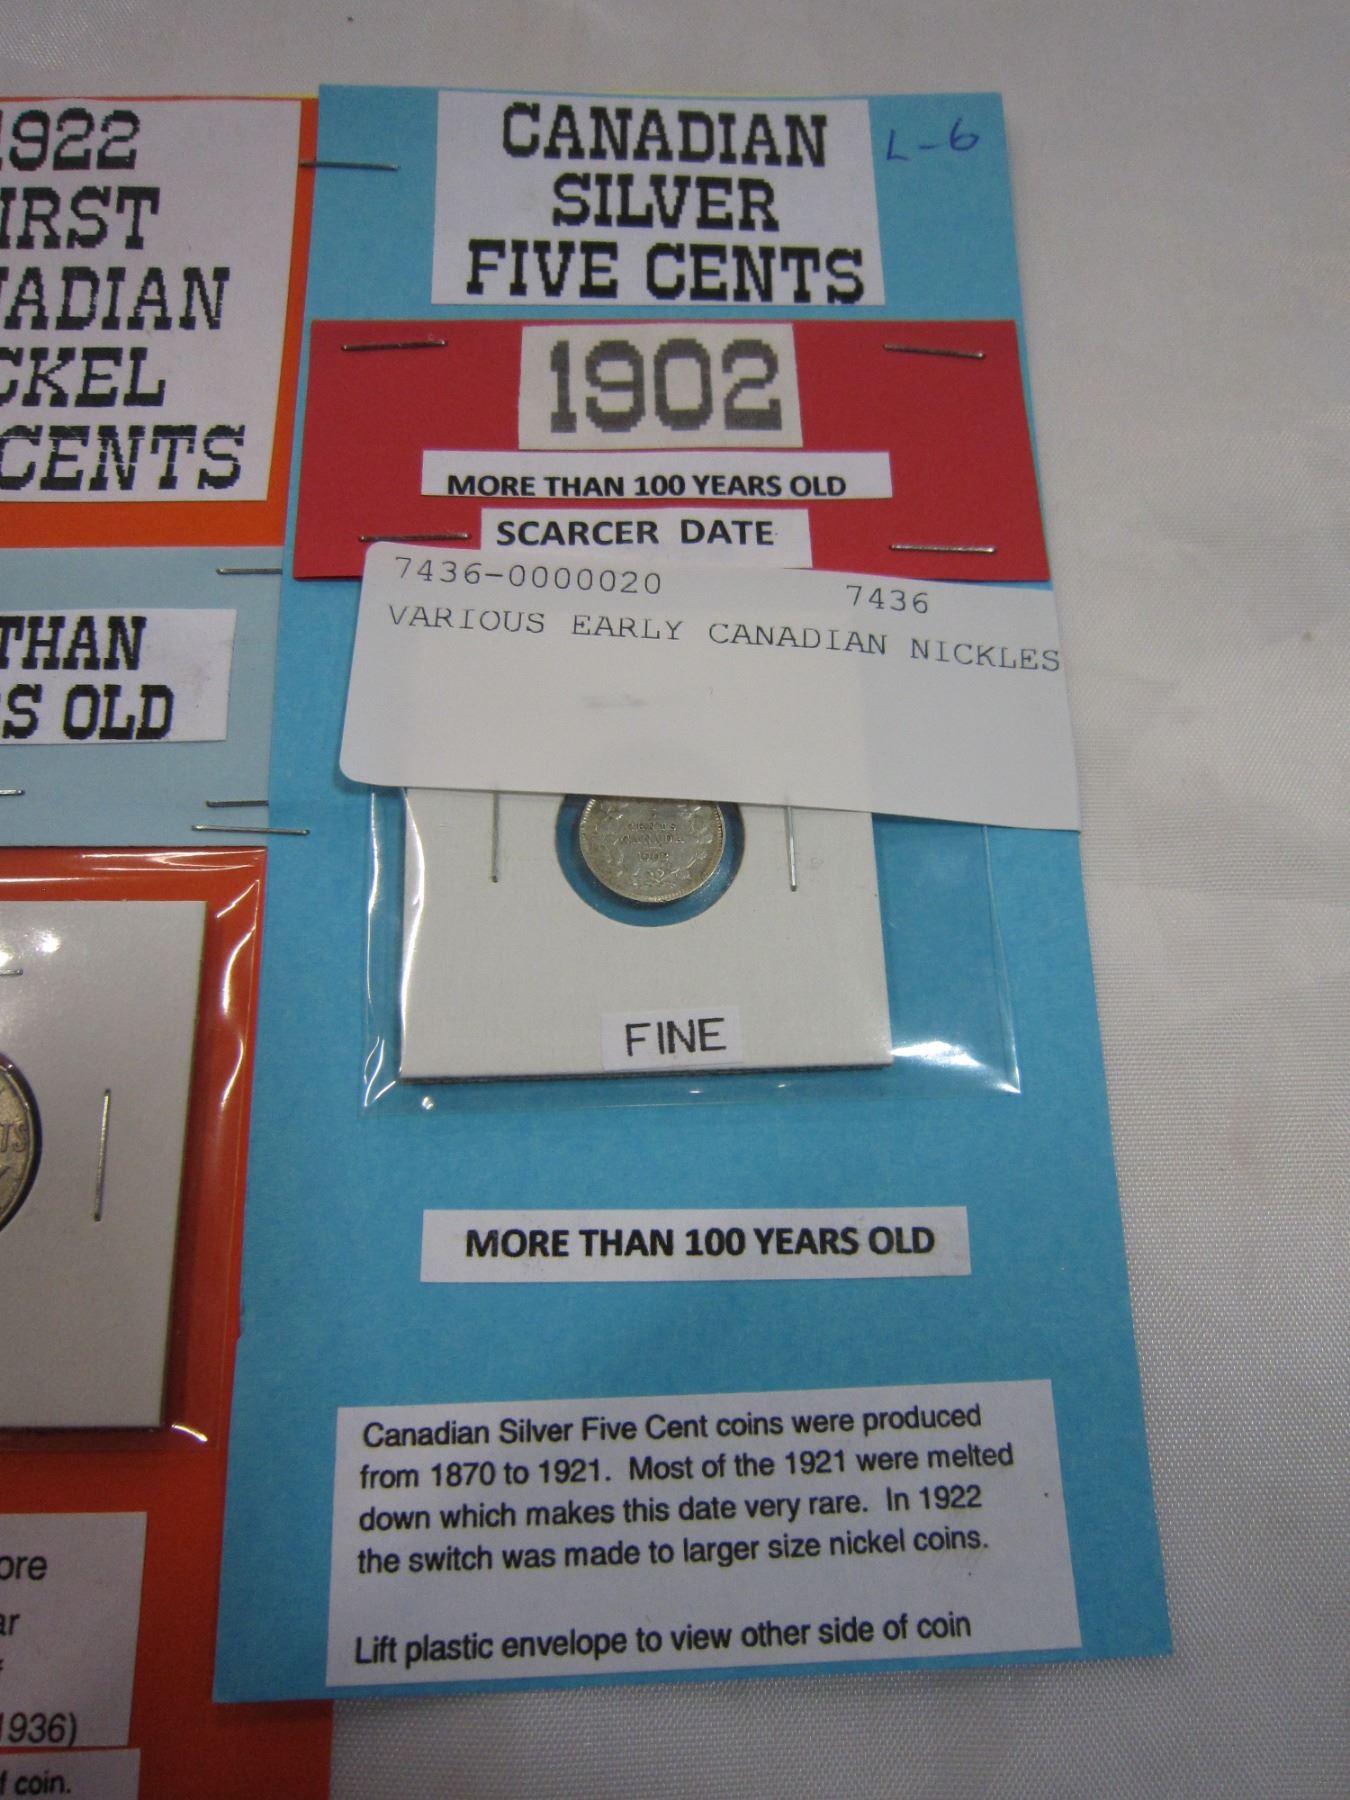 1922
IRST
ADIAN
CKEL
CENTS
THAN
S OLD
TS
ore
ar
f
1936)
f coin.
CANADIAN
SILVER
FIVE CENTS
L-6
1902
MORE THAN 100 YEARS OLD
SCARCER DATE
7436-0000020 7436
VARIOUS EARLY CANADIAN NICKLES
CENTS
CANADA
1902
FINE
MORE THAN 100 YEARS OLD
Canadian Silver Five Cent coins were produced
from 1870 to 1921. Most of the 1921 were melted
down which makes this date very rare. In 1922
the switch was made to larger size nickel coins.
Lift plastic envelope to view other side of coin